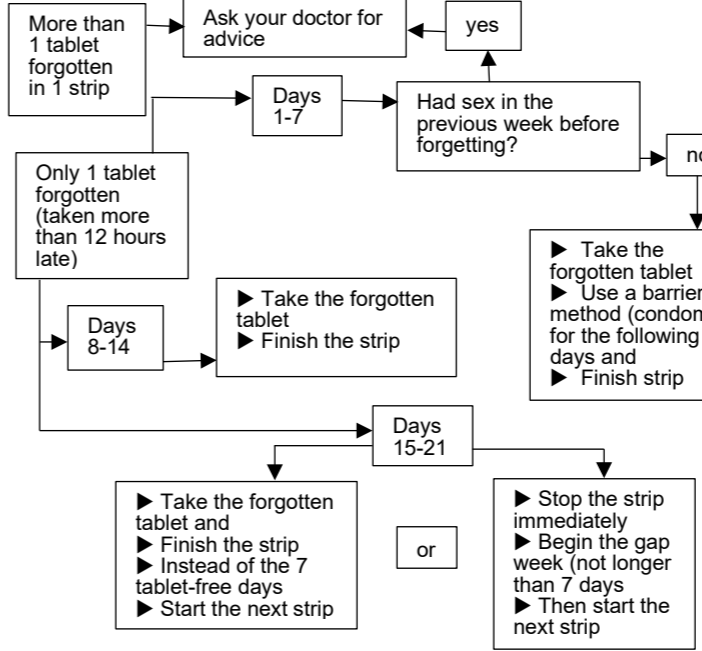 More than
1 tablet
forgotten
in 1 strip
Ask your doctor for
advice
yes
Days
1-7
Had sex in the
previous week before
forgetting?
Only 1 tablet
forgotten
(taken more
than 12 hours
late)
▶ Take the
forgotten tablet
▶ Use a barrier
method (condom
for the following
days and
▶ Finish strip
Days
8-14
▶ Take the forgotten
tablet
▶ Finish the strip
Days
15-21
▶ Take the forgotten
tablet and
▶ Finish the strip
▶ Instead of the 7
tablet-free days
▶ Start the next strip
or
▶ Stop the strip
immediately
▶ Begin the gap
week (not longer
than 7 days
▶ Then start the
next strip